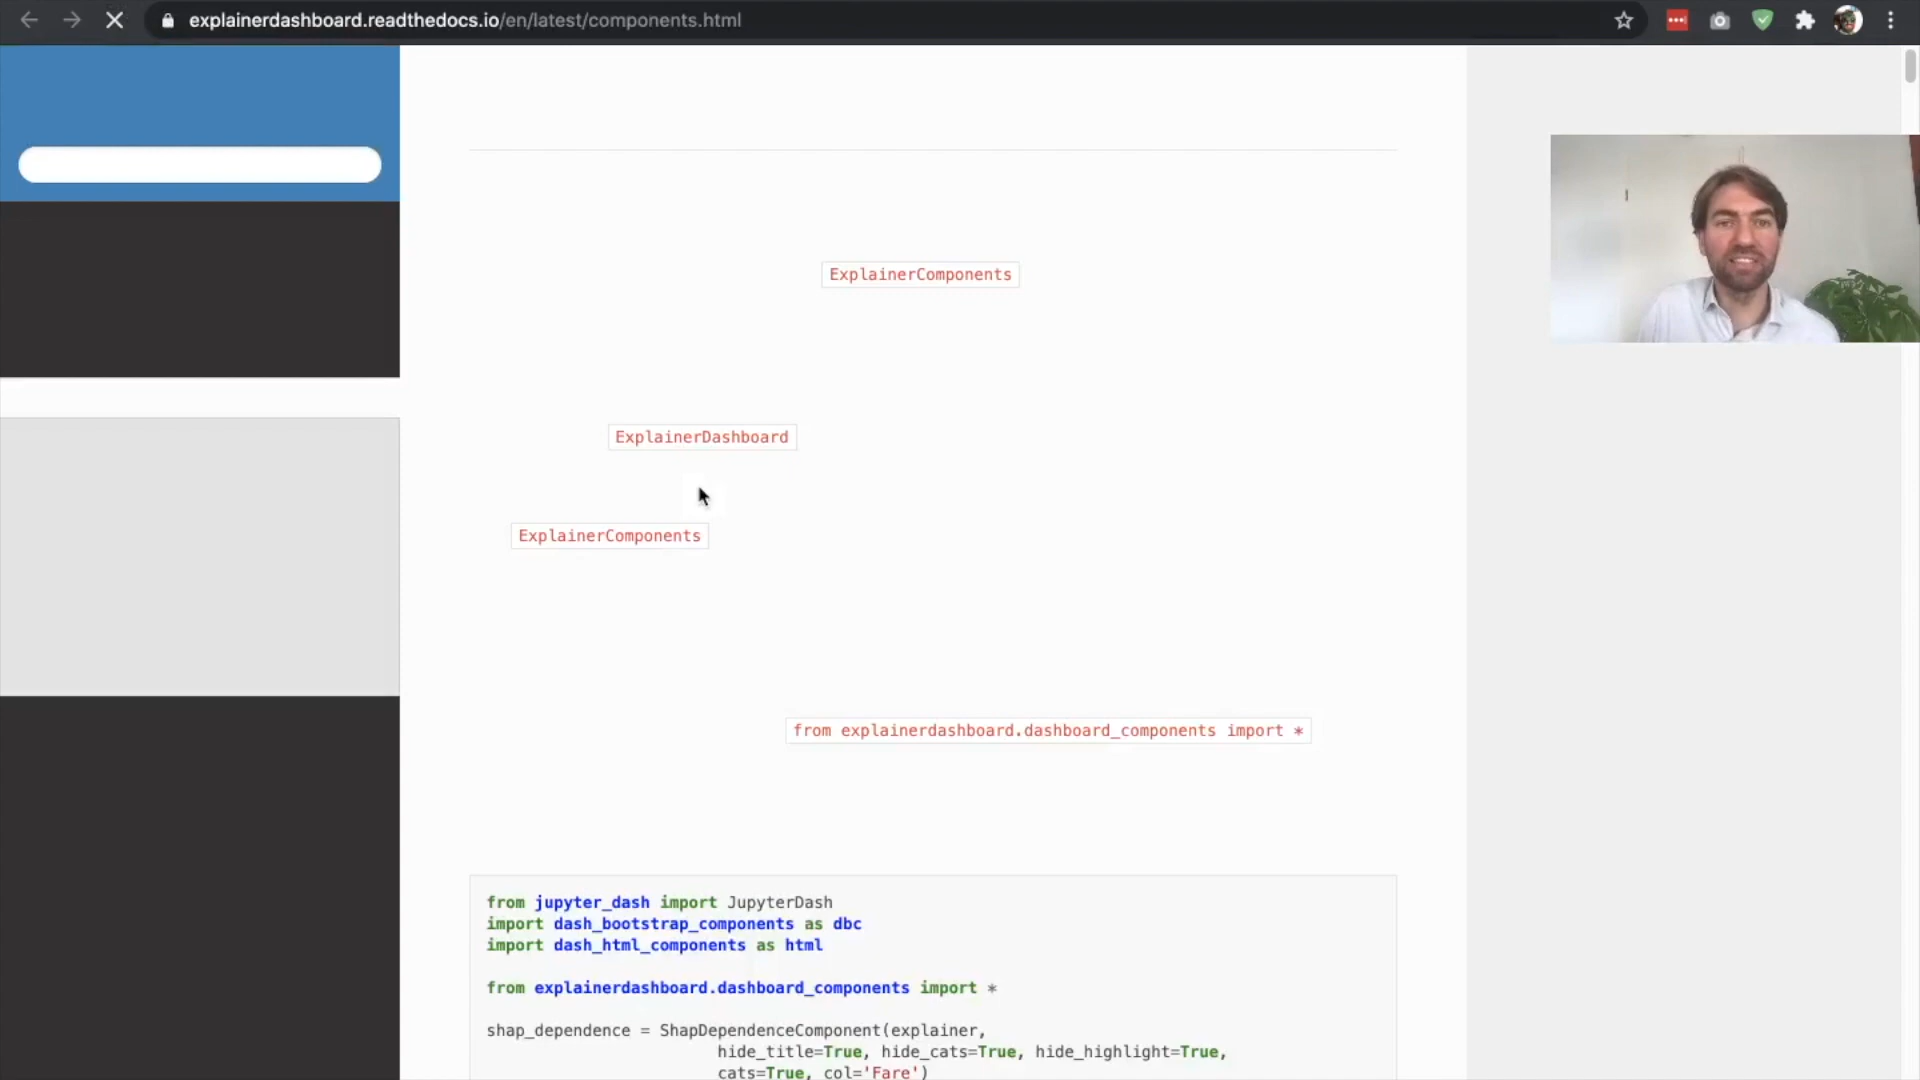 explainerdashboard.readthedocs.io/en/latest/components.html
ExplainerComponents
ExplainerDashboard
ExplainerComponents
from explainerdashboard.dashboard_components import *
from jupyter_dash import JupyterDash
import dash_bootstrap_components as dbc
import dash_html_components as html
from explainerdashboard.dashboard_components import *
shap_dependence = ShapDependenceComponent(explainer,
hide_title=True, hide_cats=True, hide_highlight=True,
cats=True, col='Fare')